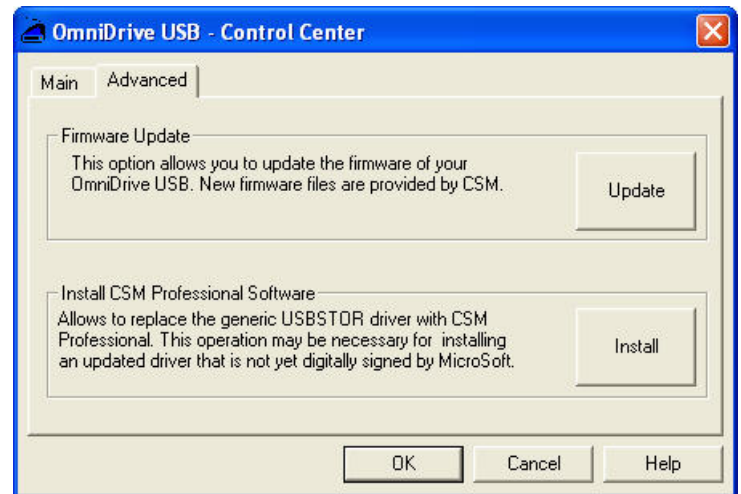 OmniDrive USB - Control Center
Main
Advanced
Firmware Update
This option allows you to update the firmware of your
OmniDrive USB. New firmware files are provided by CSM.
Update
Install CSM Professional Software
Allows to replace the generic USBSTOR driver with CSM
Professional. This operation may be necessary for installing
an updated driver that is not yet digitally signed by MicroSoft.
Install
OK
Cancel
Help